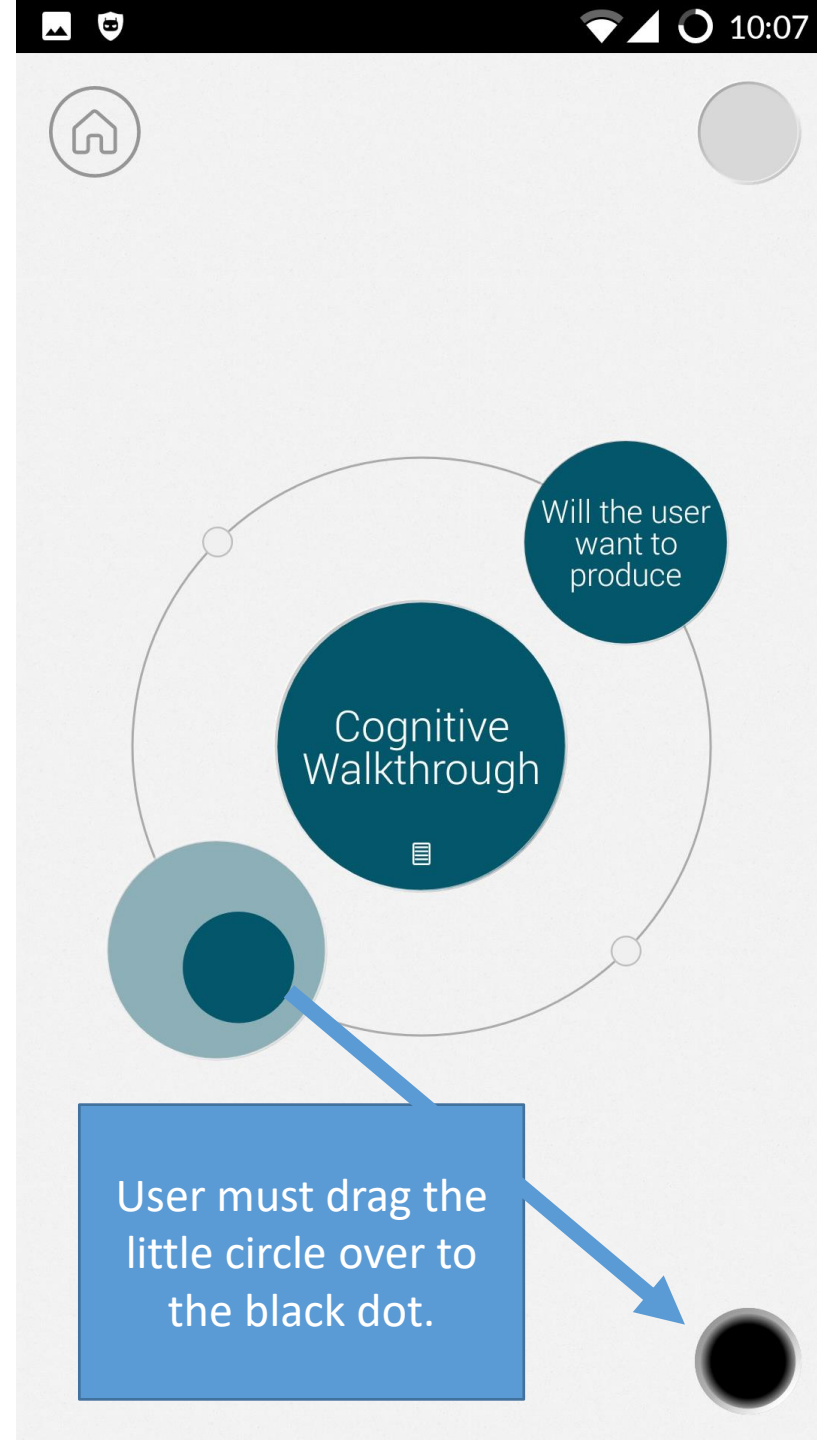 10:07
Will the user
want to
produce
Cognitive
Walkthrough
User must drag the
little circle over to
the black dot.